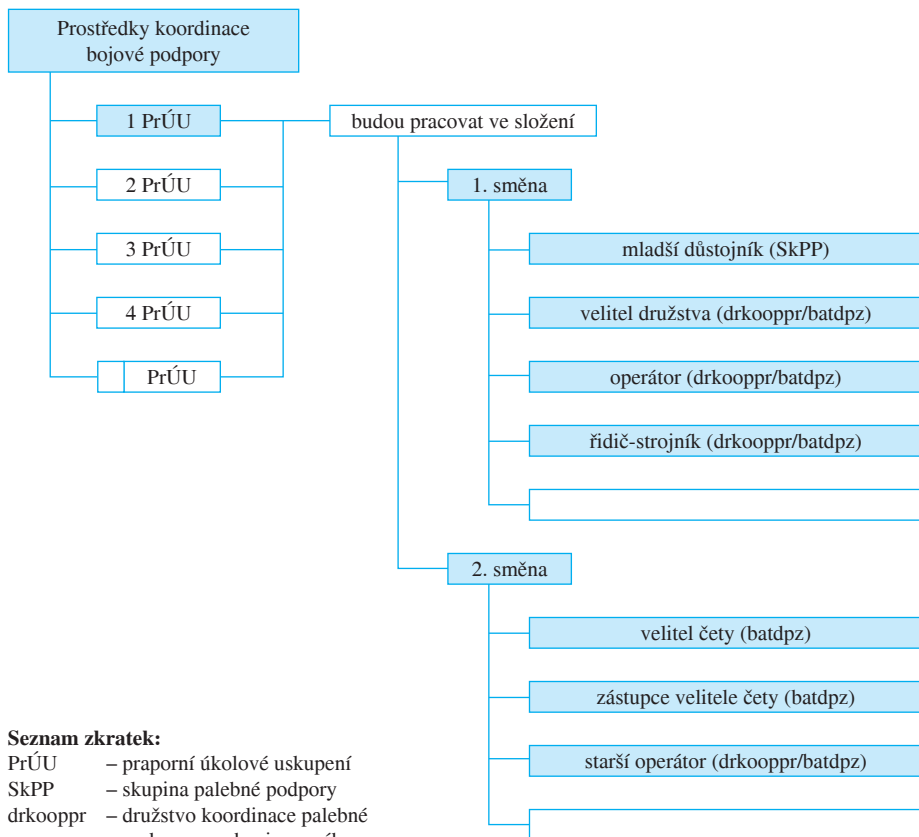 Prostředky koordinace
bojové podpory
1 PrÚU
budou pracovat ve složení
2 PrÚU
1. směna
3 PrÚU
mladší důstojník (SkPP)
4 PrÚU
velitel družstva (drkooppr/batdpz)
PrÚU
operátor (drkooppr/batdpz)
řidič-strojník (drkooppr/batdpz)
2. směna
velitel čety (batdpz)
zástupce velitele čety (batdpz)
starší operátor (drkooppr/batdpz)
Seznam zkratek:
PrÚU – praporní úkolové uskupení
SkPP – skupina palebné podpory
drkooppr – družstvo koordinace palebné